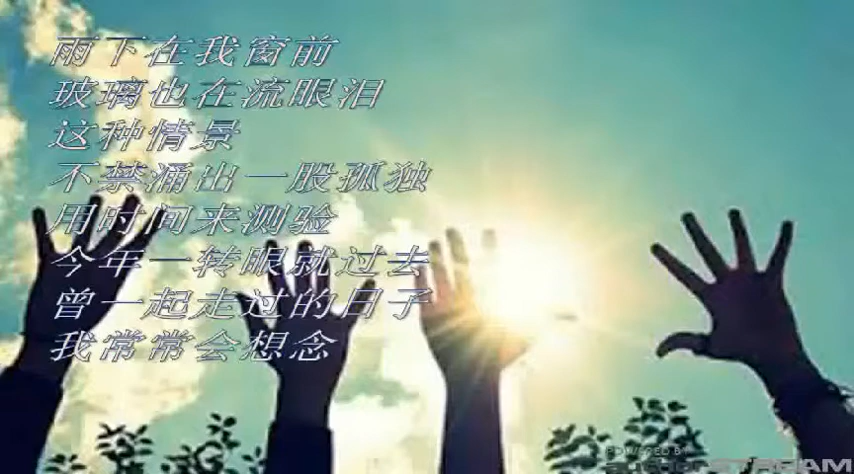 雨下在我窗前
玻璃也在流眼泪
这种情景
不禁涌出一股孤独
用时间来测验
今年一转眼就过去
曾一起走过的日子
我常常会想念
POWERED BY